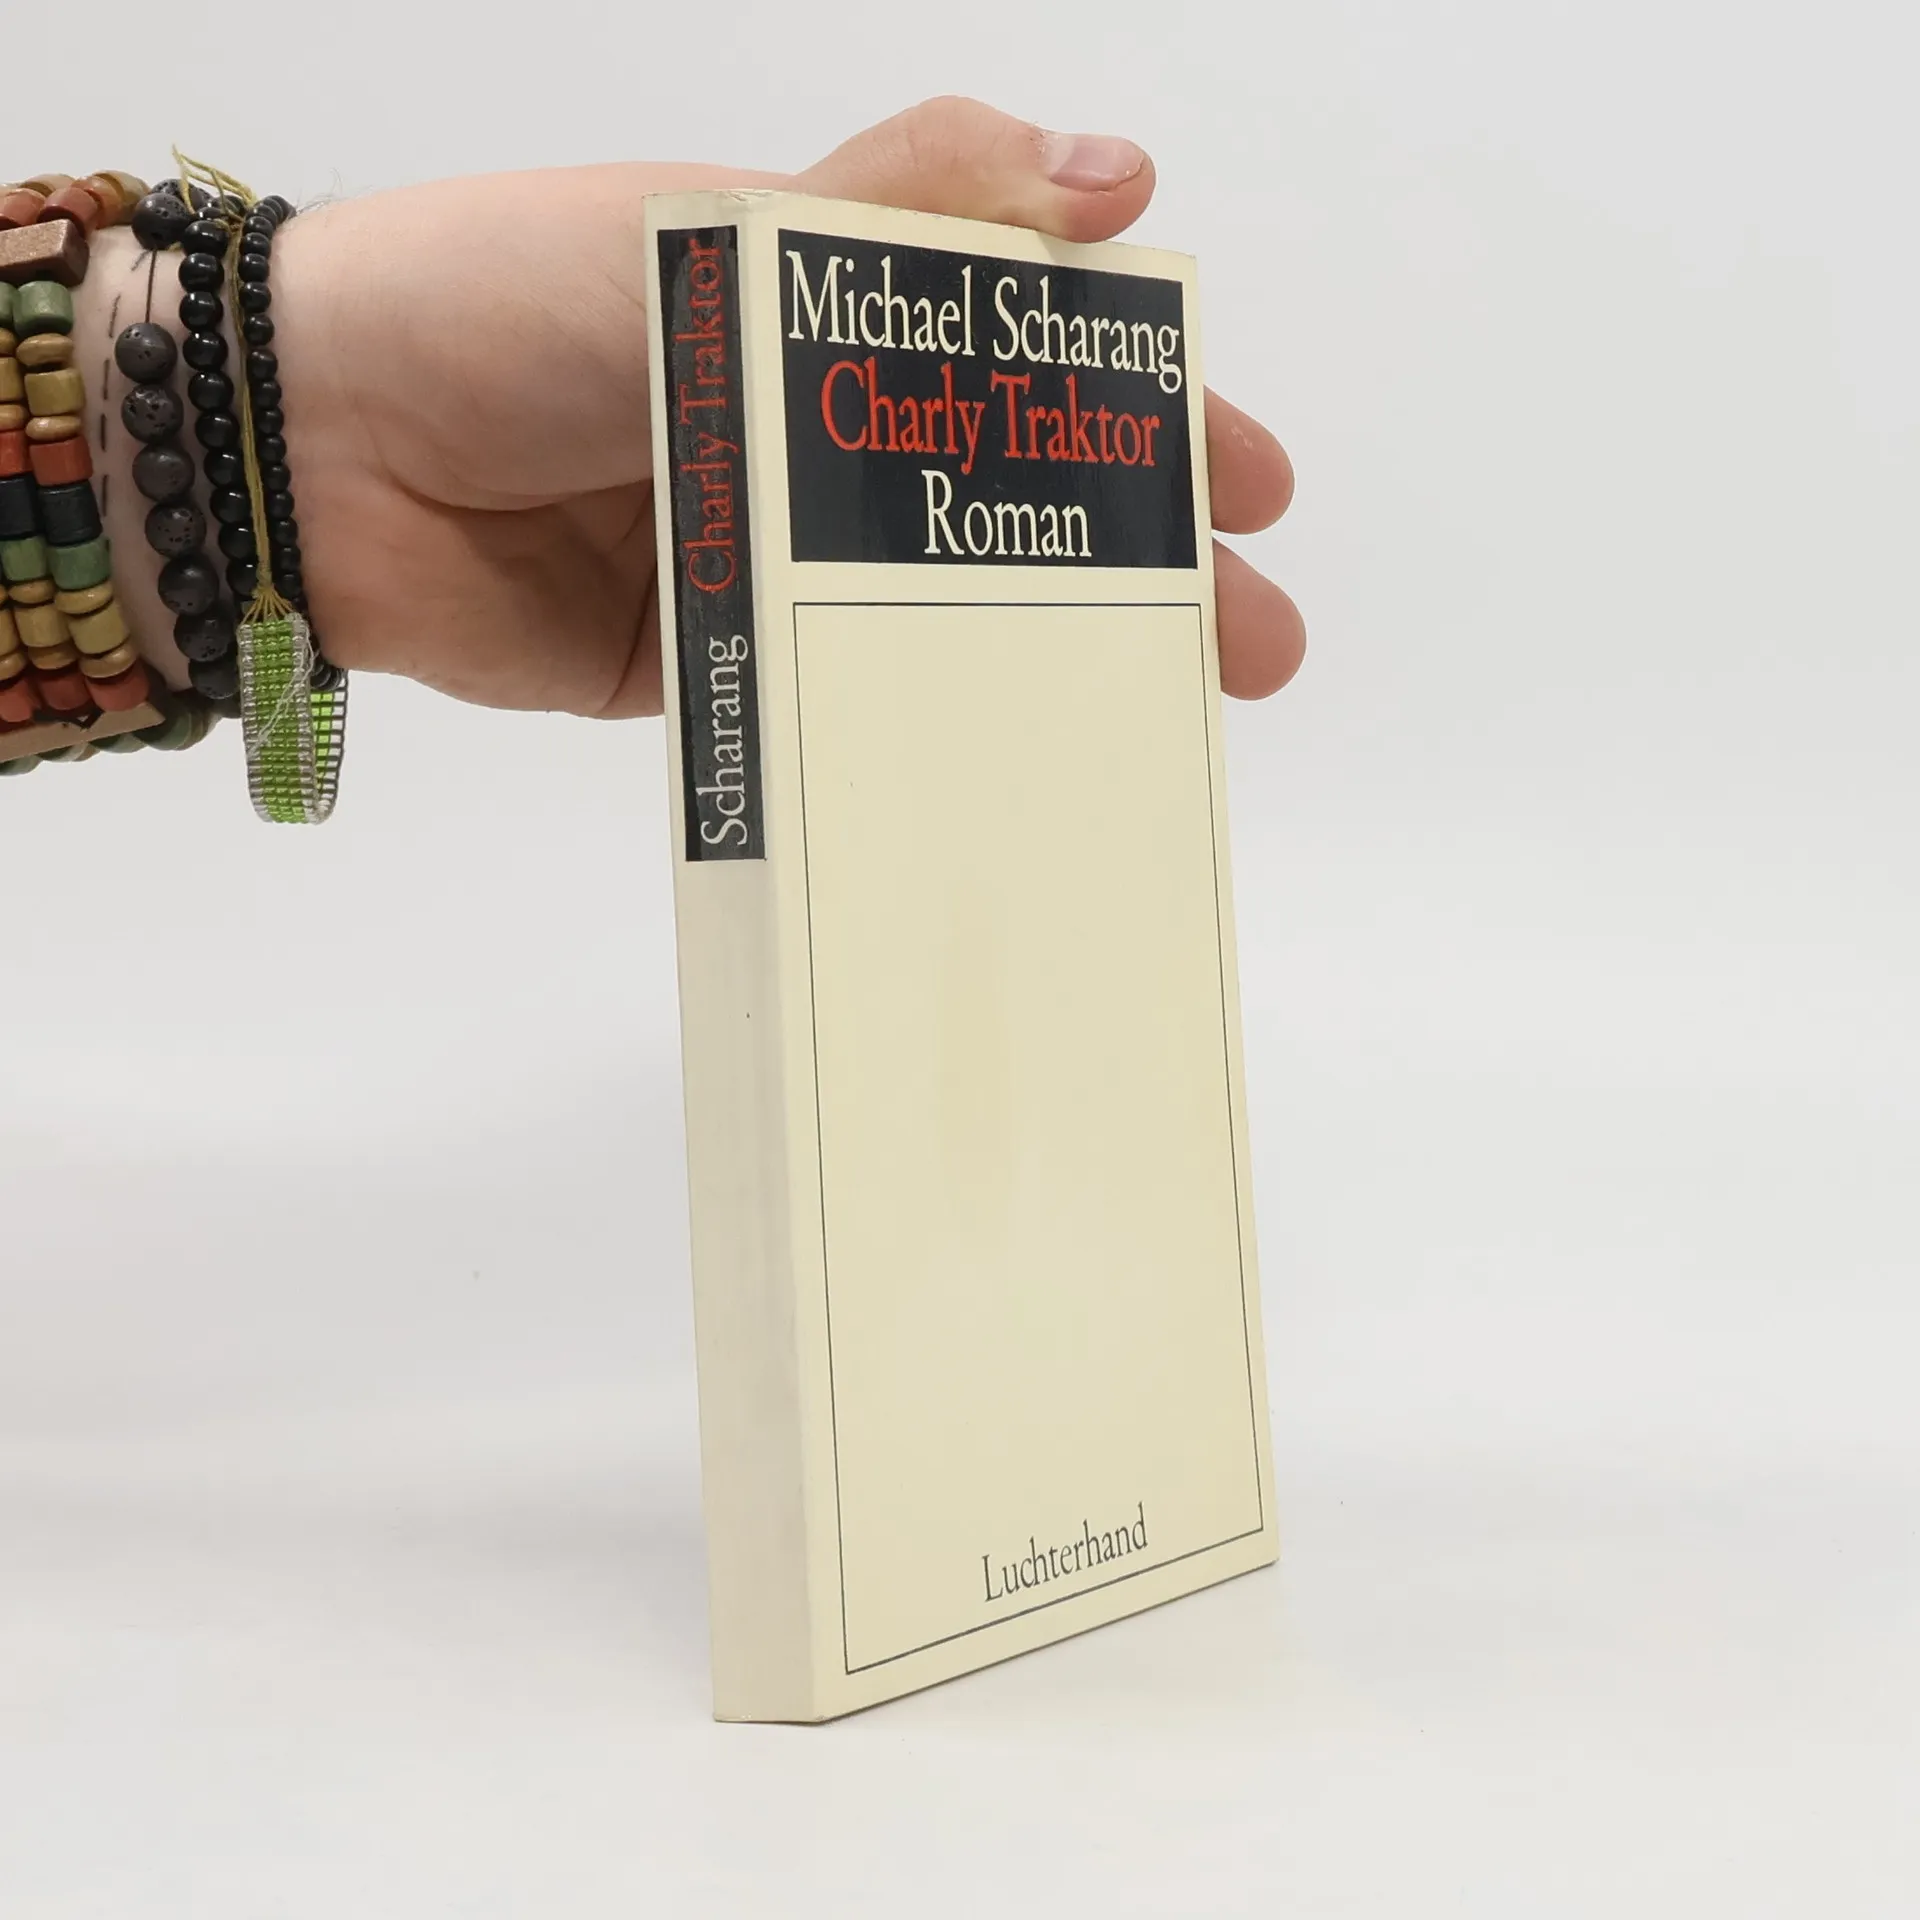 Michael Scharang
Charly Traktor
Roman
Luchterhand
Scharang Charly Traktor